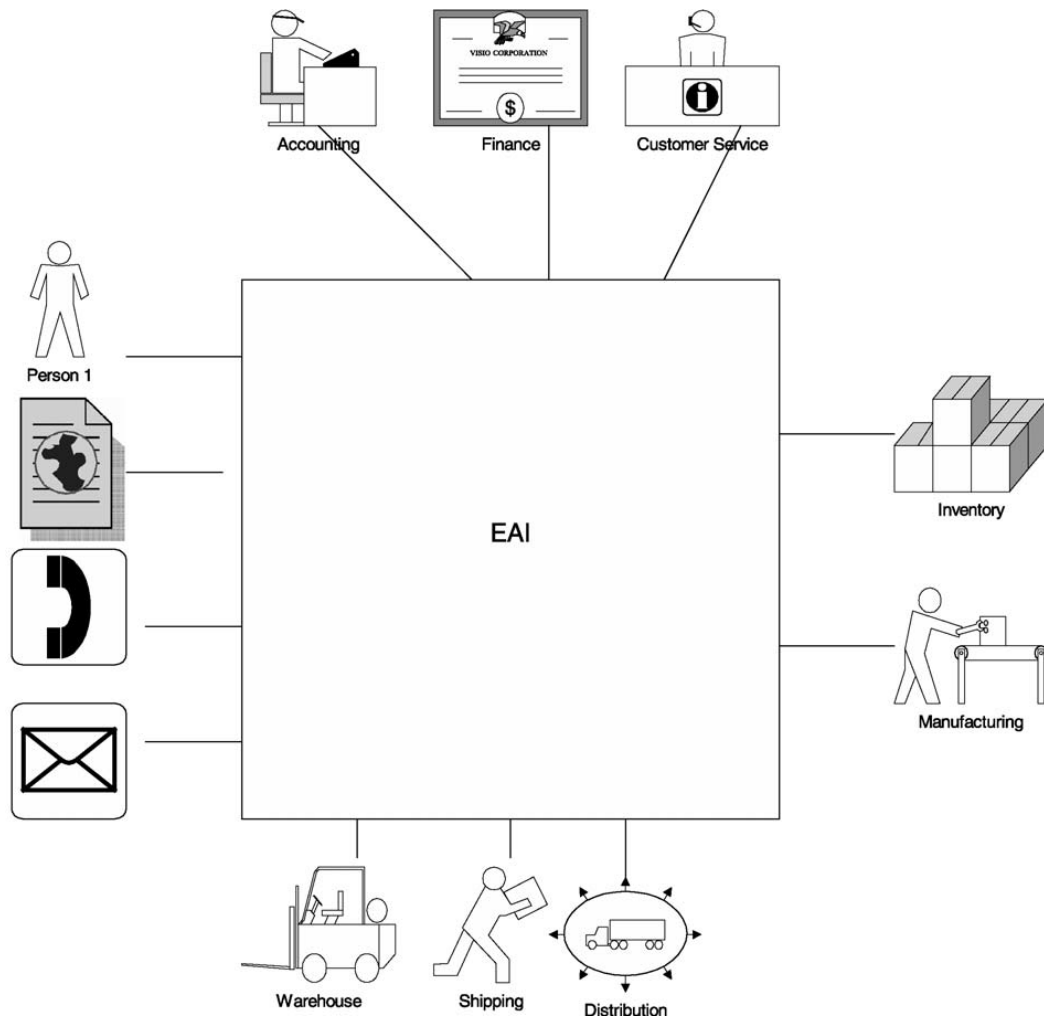 VISIO CORPORATION
$
i
Accounting
Finance
Customer Service
Person 1
EAI
Inventory
Manufacturing
Warehouse
Shipping
Distribution